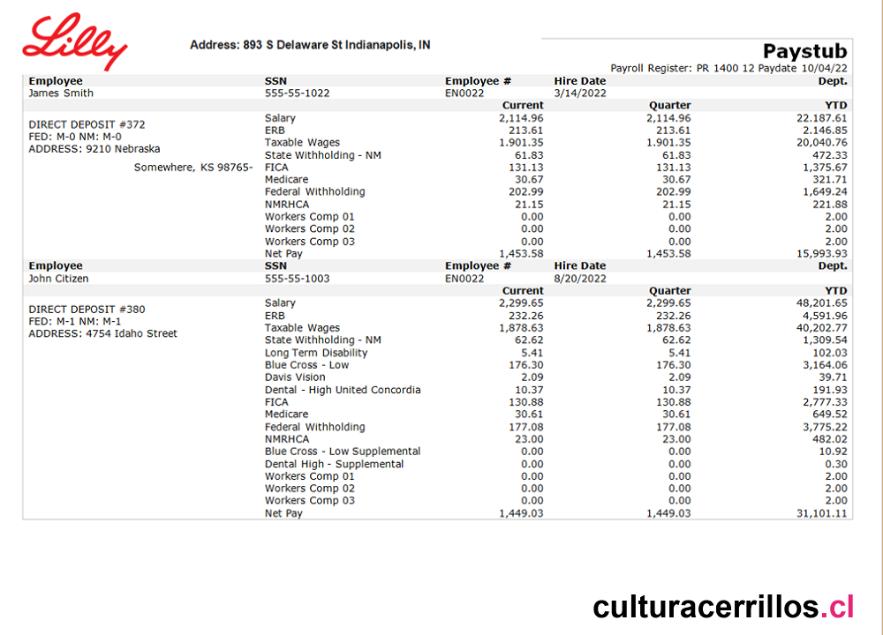 Lilly
Address: 893 S Delaware St Indianapolis, IN
Paystub
Payroll Register: PR 1400 12 Paydate 10/04/22
Employee SSN Employee # Hire Date Dept.
James Smith 555-55-1022 EN0022 3/14/2022
Current Quarter YTD
DIRECT DEPOSIT #372
FED: M-0 NM: M-0
ADDRESS: 9210 Nebraska
Somewhere, KS 98765-
Salary 2,114.96 2,114.96 22.187.61
ERB 213.61 213.61 2.146.85
Taxable Wages 1.901.35 1.901.35 20,040.76
State Withholding - NM 61.83 61.83 472.33
FICA 131.13 131.13 1,375.67
Medicare 30.67 30.67 321.71
Federal Withholding 202.99 202.99 1,649.24
NMRHCA 21.15 21.15 221.88
Workers Comp 01 0.00 0.00 2.00
Workers Comp 02 0.00 0.00 2.00
Workers Comp 03 0.00 0.00 2.00
Net Pay 1,453.58 1,453.58 15,993.93
Employee SSN Employee # Hire Date Dept.
John Citizen 555-55-1003 EN0022 8/20/2022
Current Quarter YTD
DIRECT DEPOSIT #380
FED: M-1 NM: M-1
ADDRESS: 4754 Idaho Street
Salary 2,299.65 2,299.65 48,201.65
ERB 232.26 232.26 4,591.96
Taxable Wages 1,878.63 1,878.63 40,202.77
State Withholding - NM 62.62 62.62 1,309.54
Long Term Disability 5.41 5.41 102.03
Blue Cross - Low 176.30 176.30 3,164.06
Davis Vision 2.09 2.09 39.71
Dental - High United Concordia 10.37 10.37 191.93
FICA 130.88 130.88 2,777.33
Medicare 30.61 30.61 649.52
Federal Withholding 177.08 177.08 3,775.22
NMRHCA 23.00 23.00 482.02
Blue Cross - Low Supplemental 0.00 0.00 10.92
Dental High - Supplemental 0.00 0.00 0.30
Workers Comp 01 0.00 0.00 2.00
Workers Comp 02 0.00 0.00 2.00
Workers Comp 03 0.00 0.00 2.00
Net Pay 1,449.03 1,449.03 31,101.11
culturacerrillos.cl